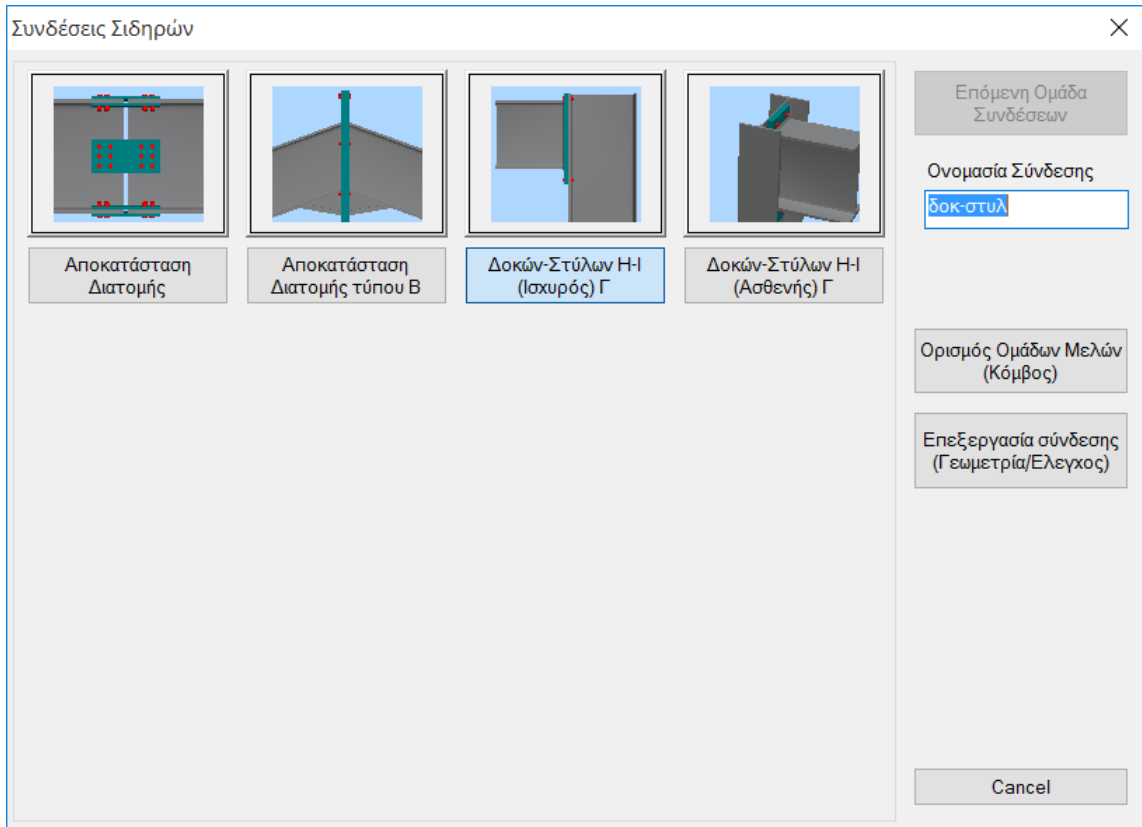 Συνδέσεις Σιδηρών
Αποκατάσταση
Διατομής
Αποκατάσταση
Διατομής τύπου Β
Δοκών-Στύλων Η-Ι
(Ισχυρός) Γ
Δοκών-Στύλων Η-Ι
(Ασθενής) Γ
Επόμενη Ομάδα
Συνδέσεων
Ονομασία Σύνδεσης
δοκ-στυλ
Ορισμός Ομάδων Μελών
(Κόμβος)
Επεξεργασία σύνδεσης
(Γεωμετρία/Ελεγχος)
Cancel